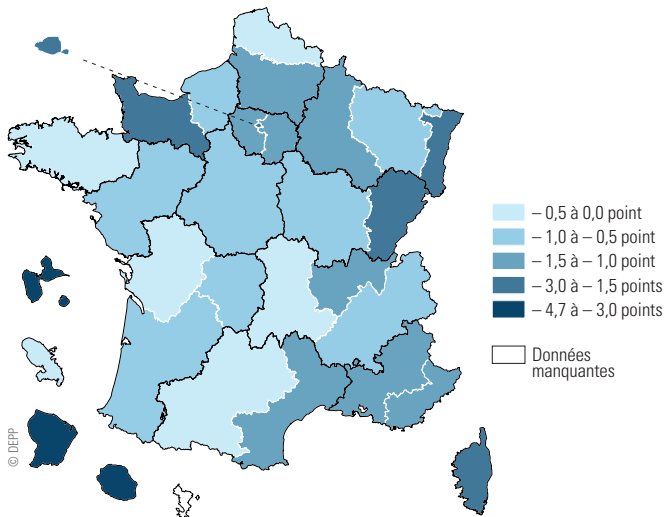 – 0,5 à 0,0 point
– 1,0 à – 0,5 point
– 1,5 à – 1,0 point
– 3,0 à – 1,5 points
– 4,7 à – 3,0 points
Données
manquantes
© DEPP